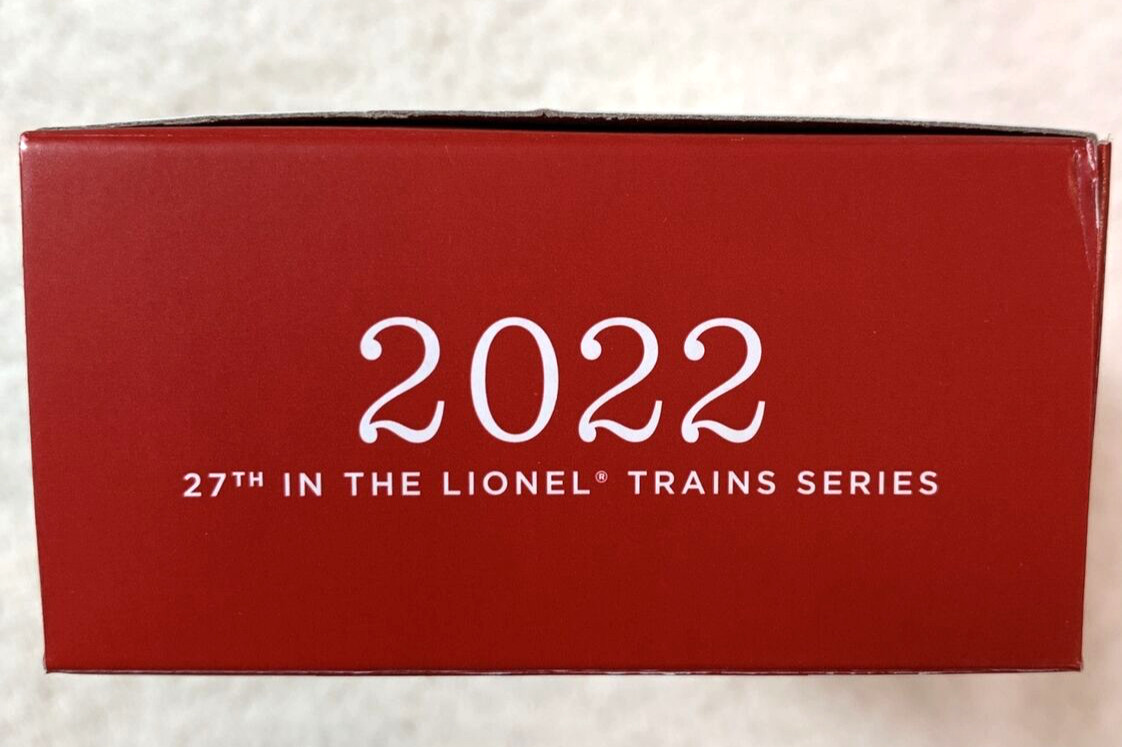 2022
27TH IN THE LIONEL® TRAINS SERIES